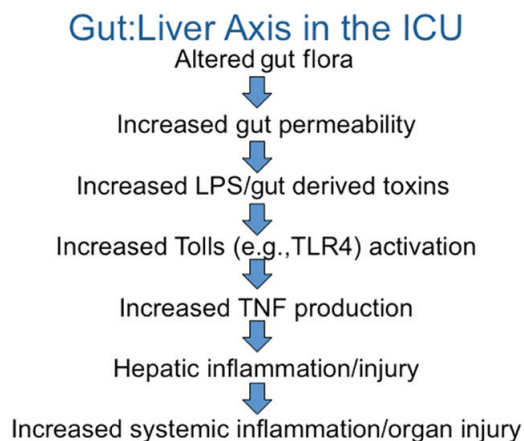 Gut:Liver Axis in the ICU
Altered gut flora
Increased gut permeability
Increased LPS/gut derived toxins
Increased Tolls (e.g.,TLR4) activation
Increased TNF production
Hepatic inflammation/injury
Increased systemic inflammation/organ injury